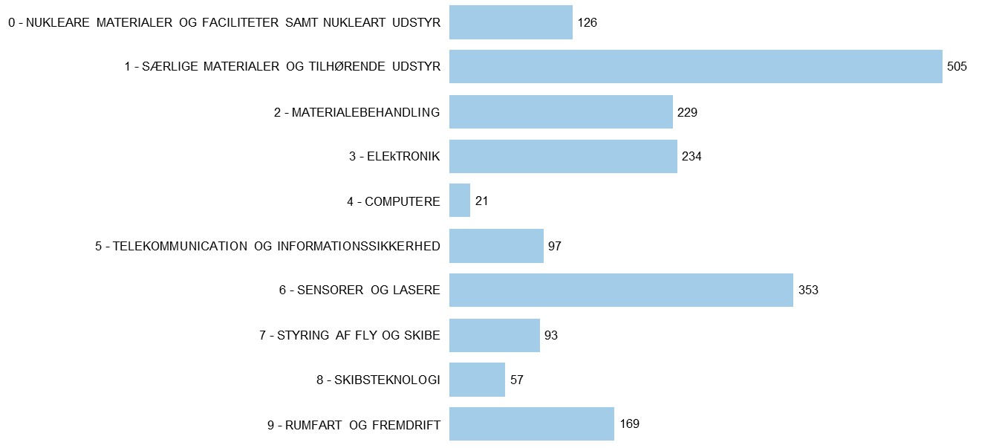 0 - NUKLEARE MATERIALER OG FACILITETER SAMT NUKLEART UDSTYR 126
1 - SÆRLIGE MATERIALER OG TILHØRENDE UDSTYR 505
2 - MATERIALEBEHANDLING 229
3 - ELEkTRONIK 234
4 - COMPUTERE 21
5 - TELEKOMMUNICATION OG INFORMATIONSSIKKERHED 97
6 - SENSORER OG LASERE 353
7 - STYRING AF FLY OG SKIBE 93
8 - SKIBSTEKNOLOGI 57
9 - RUMFART OG FREMDRIFT 169